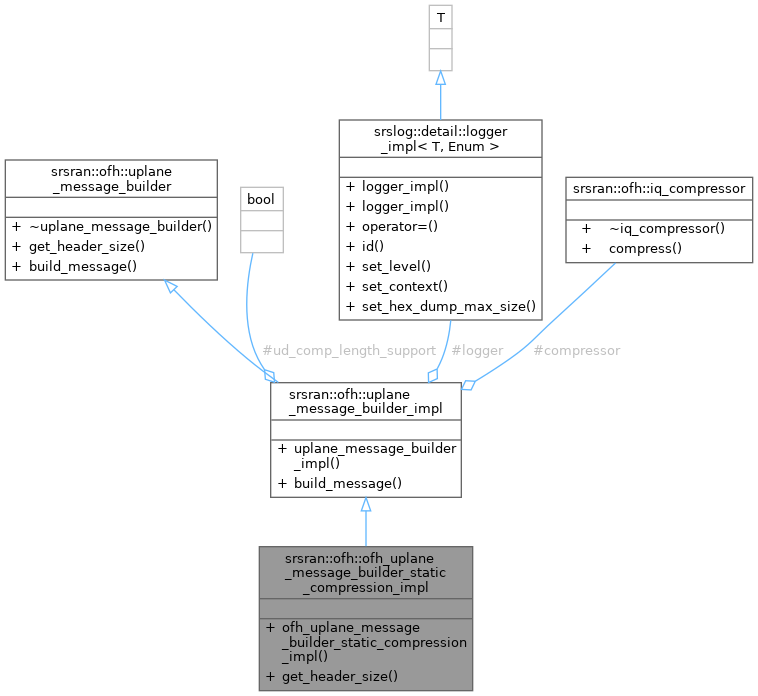 T
srslog::detail::logger
_impl< T, Enum >
+ logger_impl()
+ logger_impl()
+ operator=()
+ id()
+ set_level()
+ set_context()
+ set_hex_dump_max_size()
srsran::ofh::uplane
_message_builder
+ ~uplane_message_builder()
+ get_header_size()
+ build_message()
bool
srsran::ofh::iq_compressor
+ ~iq_compressor()
+ compress()
#ud_comp_length_support
#logger
#compressor
srsran::ofh::uplane
_message_builder_impl
+ uplane_message_builder
_impl()
+ build_message()
srsran::ofh::ofh_uplane
_message_builder_static
_compression_impl
+ ofh_uplane_message
_builder_static_compression
_impl()
+ get_header_size()